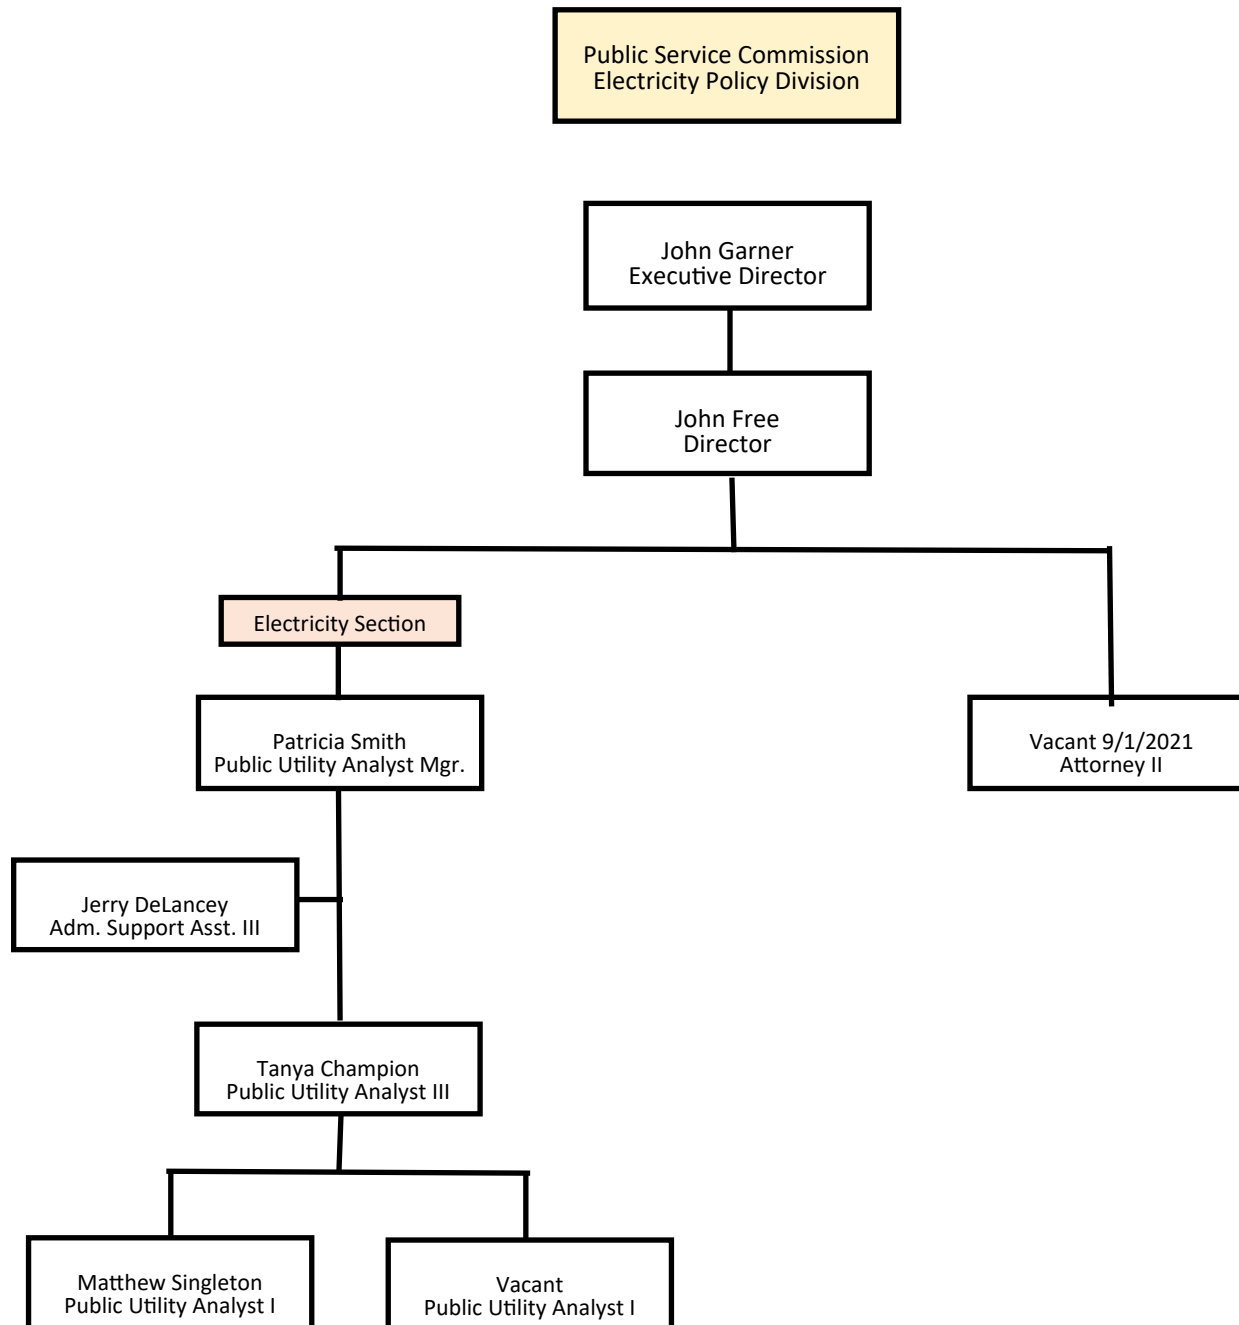 Public Service Commission
Electricity Policy Division
John Garner
Executive Director
John Free
Director
Electricity Section
Patricia Smith
Public Utility Analyst Mgr.
Vacant 9/1/2021
Attorney II
Jerry DeLancey
Adm. Support Asst. III
Tanya Champion
Public Utility Analyst III
Matthew Singleton
Public Utility Analyst I
Vacant
Public Utility Analyst I